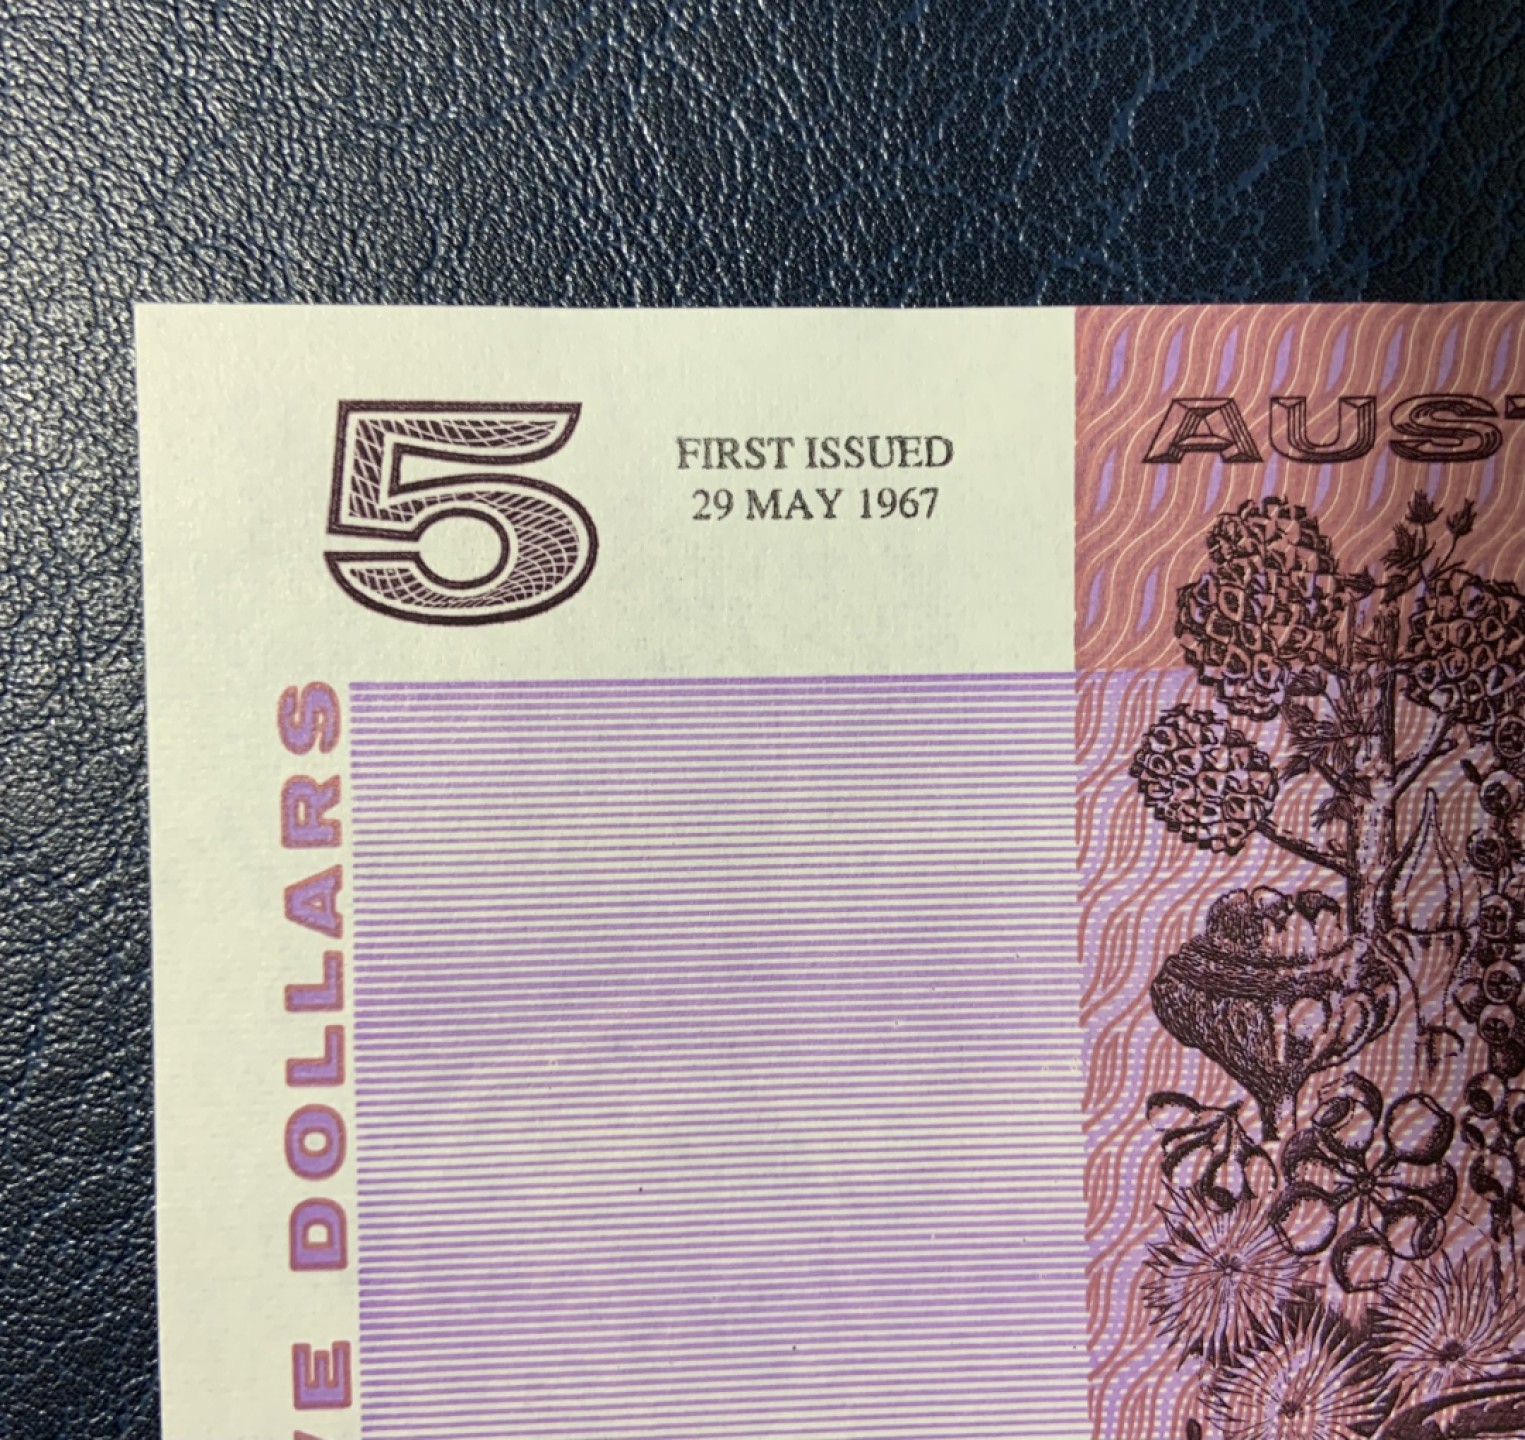 5
FIRST ISSUED
29 MAY 1967
AUS
DOLLARS